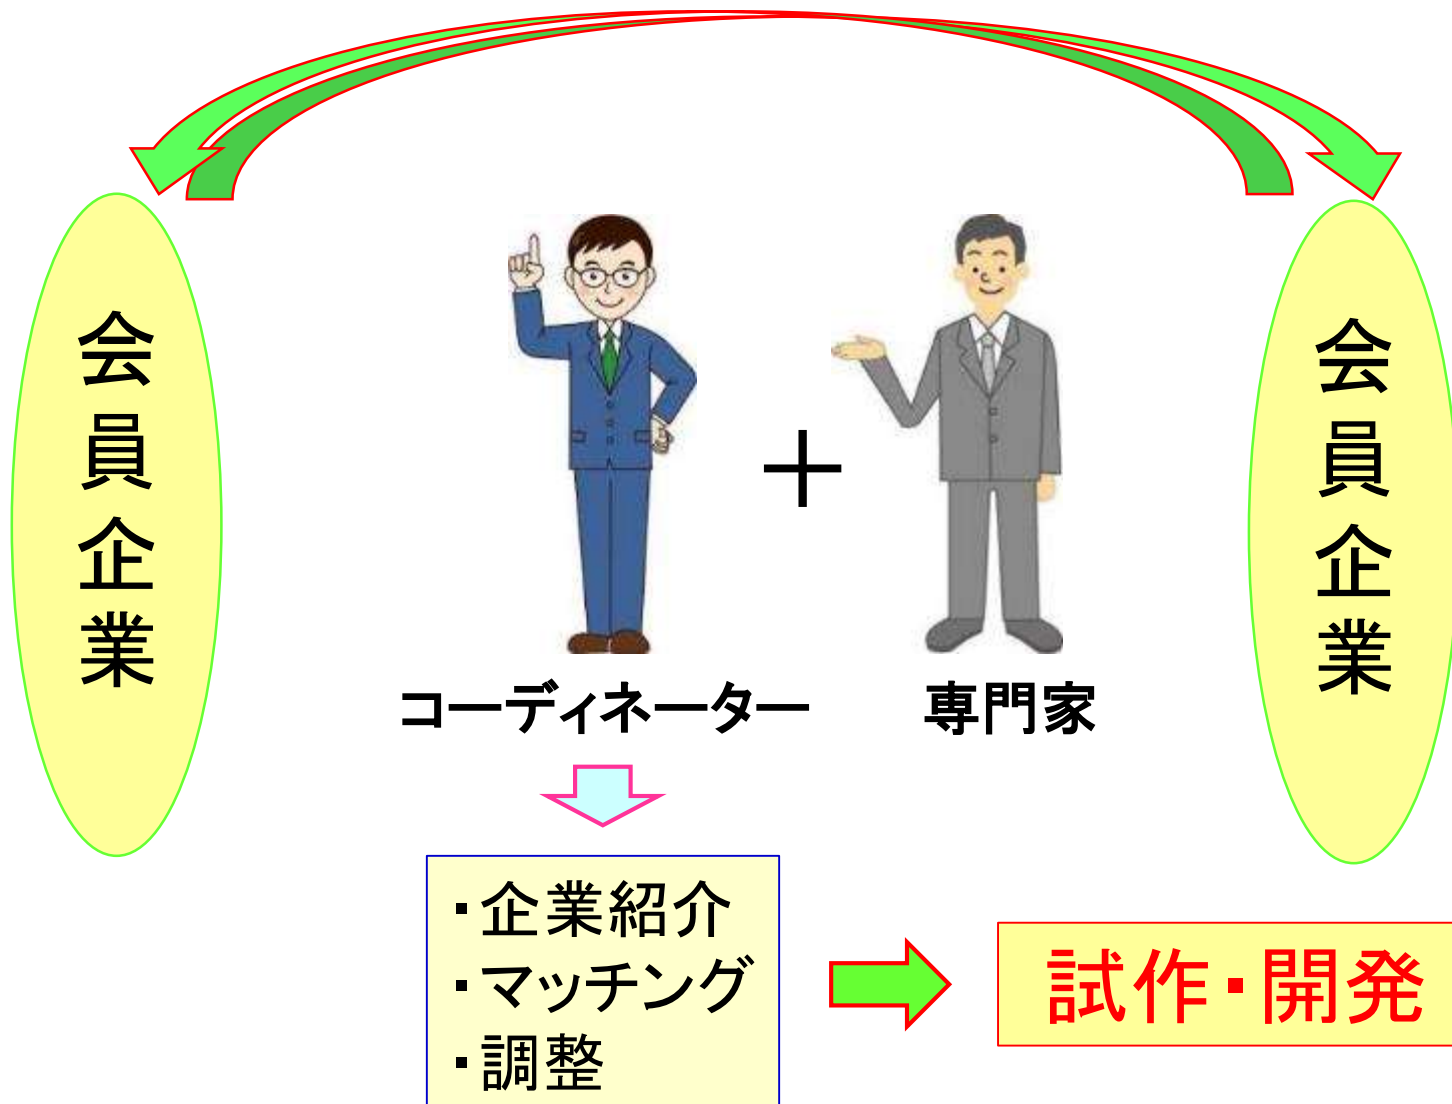 会員企業
会員企業
＋
コーディネーター
専門家
・企業紹介
・マッチング
・調整
試作・開発